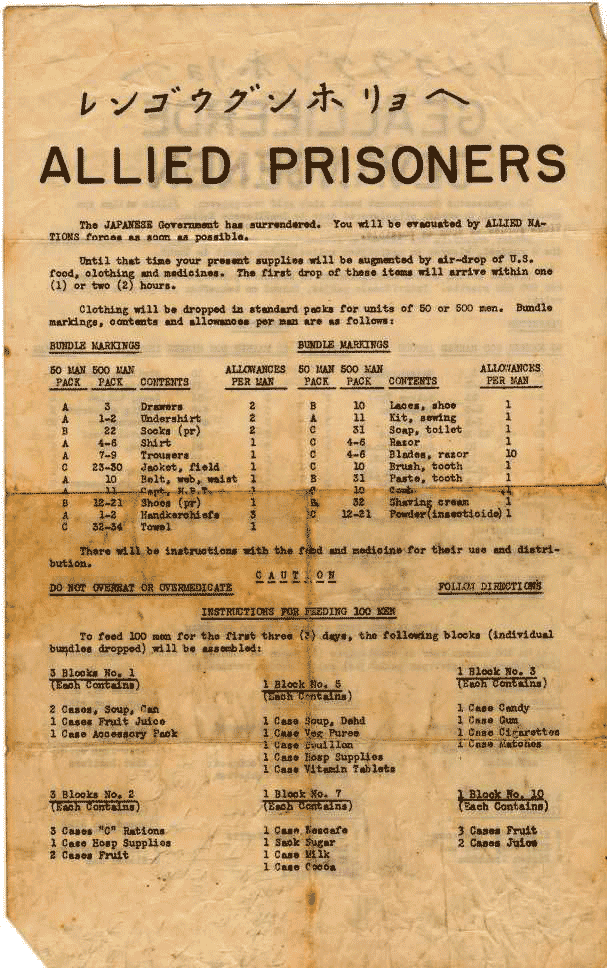 レンゴウグンホリョヘ
ALLIED PRISONERS
The JAPANESE Government has surrendered. You will be evacuated by ALLIED NA-
TIONS forces as soon as possible.
Until that time your present supplies will be augmented by air-drop of U.S.
food, clothing and medicines. The first drop of these items will arrive within one
(1) or two (2) hours.
Clothing will be dropped in standard packs for units of 50 or 500 men. Bundle
markings, contents and allowances per man are as follows:
BUNDLE MARKINGS BUNDLE MARKINGS
50 MAN 500 MAN ALLOWANCES 50 MAN 500 MAN ALLOWANCES
PACK PACK CONTENTS PER MAN PACK PACK CONTENTS PER MAN
A 3 Drawers 2 B 10 Laces, shoe 1
A 1-2 Undershirt 2 A 11 Kit, sewing 1
B 22 Socks (pr) 2 C 31 Soap, toilet 1
A 4-6 Shirt 1 C 4-6 Razor 1
A 7-9 Trousers 1 C 4-6 Blades, razor 10
C 23-30 Jacket, field 1 C 10 Brush, tooth 1
A 10 Belt, web, waist 1 B 31 Paste, tooth 1
A 11 Capt. H.B.T. 1 C 10 Comb 1
B 12-21 Shoes (pr) 1 B 32 Shaving cream 1
A 1-2 Handkerchiefs 3 C 12-21 Powder(insecticide) 1
C 32-34 Towel 1
There will be instructions with the food and medicine for their use and distri-
bution.
C A U T I O N
DO NOT OVEREAT OR OVERMEDICATE FOLLOW DIRECTIONS
INSTRUCTIONS FOR FEEDING 100 MEN
To feed 100 men for the first three (3) days, the following blocks (individual
bundles dropped) will be assembled:
3 Blocks No. 1
(Each Contains)
2 Cases, Soup, Can
1 Cases Fruit Juice
1 Case Accessory Pack
1 Block No. 5
(Each Contains)
1 Case Soup, Dehd
1 Case Veg Puree
1 Case Bouillon
1 Case Hosp Supplies
1 Case Vitamin Tablets
1 Block No. 3
(Each Contains)
1 Case Candy
1 Case Gum
1 Case Cigarettes
1 Case Matches
3 Blocks No. 2
(Each Contains)
3 Cases "C" Rations
1 Case Hosp Supplies
2 Cases Fruit
1 Block No. 7
(Each Contains)
1 Case Nescafe
1 Sack Sugar
1 Case Milk
1 Case Cocoa
1 Block No. 10
(Each Contains)
3 Cases Fruit
2 Cases Juice